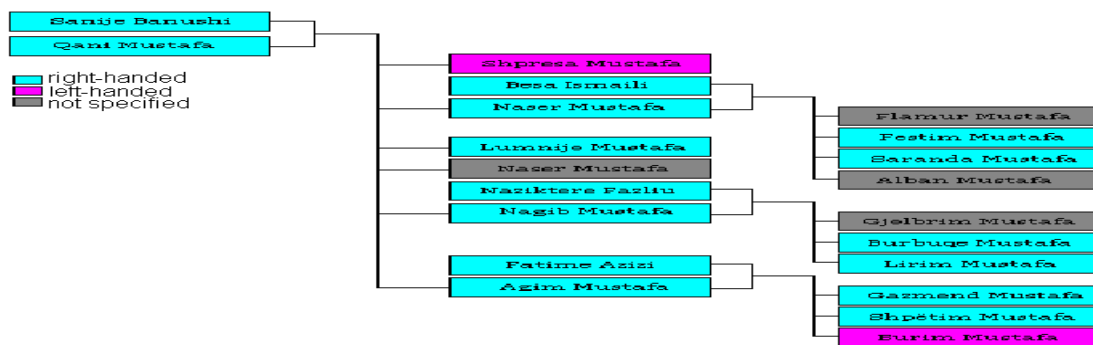 Sanije Banushi
Qani Mustafa
right-handed
left-handed
not specified
Shpresa Mustafa
Besa Ismaili
Naser Mustafa
Lumnije Mustafa
Naser Mustafa
Naziktere Fazliu
Nagib Mustafa
Fatime Azizi
Agim Mustafa
Flamur Mustafa
Festim Mustafa
Saranda Mustafa
Alban Mustafa
Gjelbrim Mustafa
Burbuqe Mustafa
Lirim Mustafa
Gazmend Mustafa
Shpëtim Mustafa
Burim Mustafa